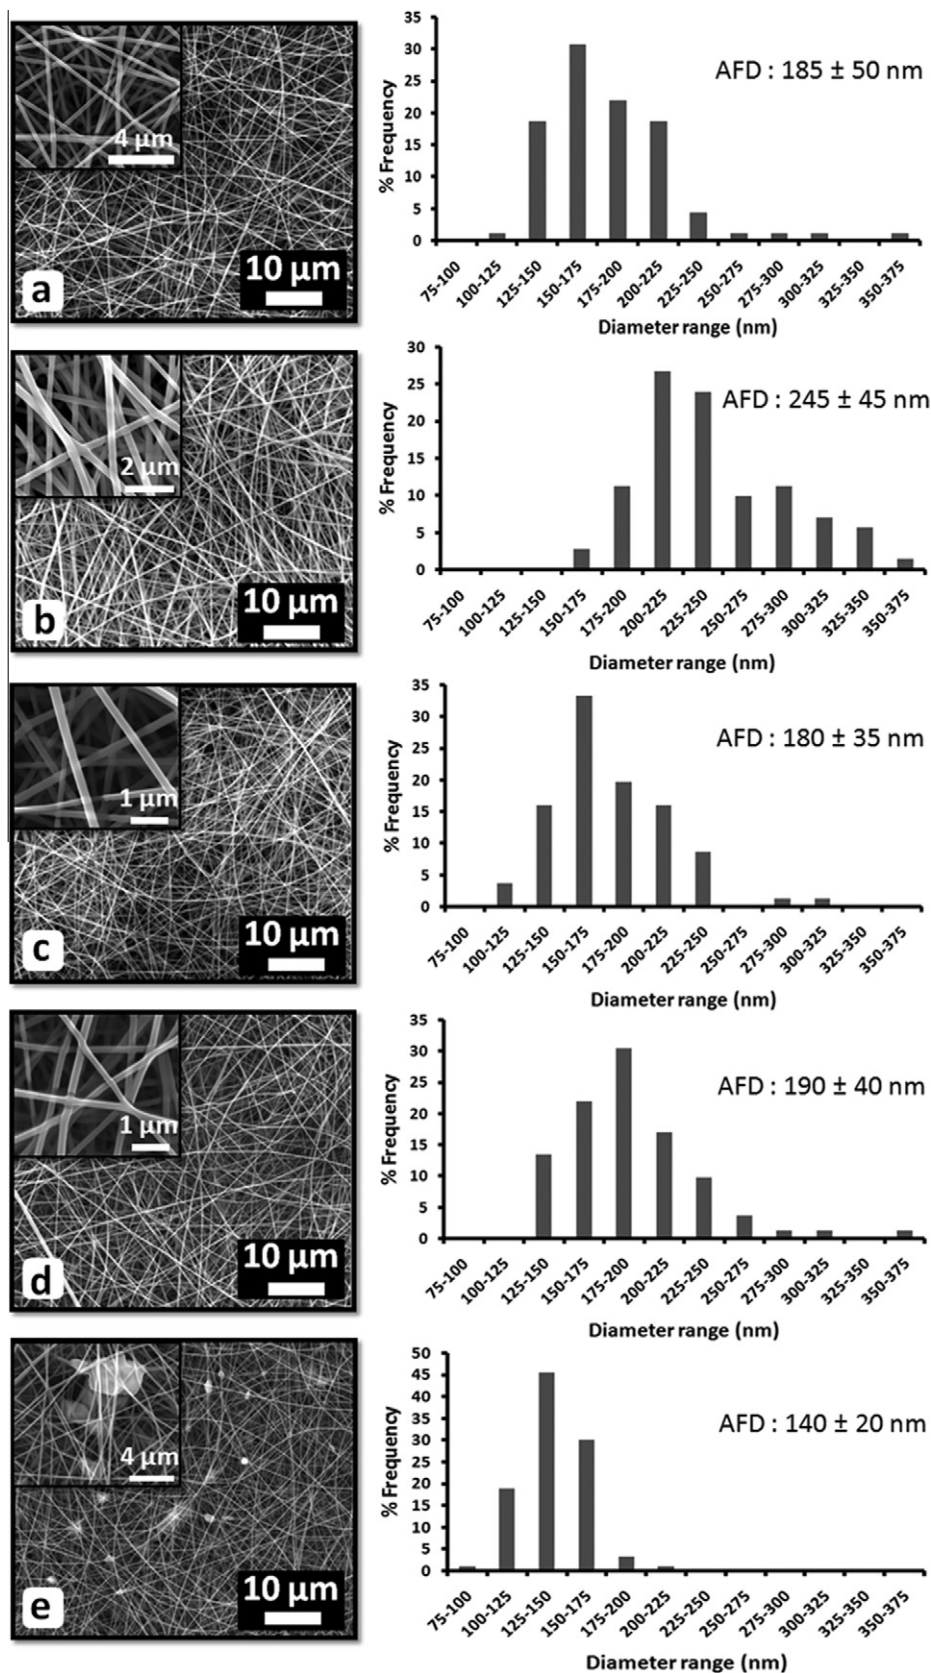 4 µm
10 µm
a
35
30
25
20
15
10
5
0
% Frequency
AFD : 185 ± 50 nm
75-100 100-125 125-150 150-175 175-200 200-225 225-250 250-275 275-300 300-325 325-350 350-375
Diameter range (nm)
2 µm
10 µm
b
30
25
20
15
10
5
0
% Frequency
AFD : 245 ± 45 nm
75-100 100-125 125-150 150-175 175-200 200-225 225-250 250-275 275-300 300-325 325-350 350-375
Diameter range (nm)
1 µm
10 µm
c
35
30
25
20
15
10
5
0
% Frequency
AFD : 180 ± 35 nm
75-100 100-125 125-150 150-175 175-200 200-225 225-250 250-275 275-300 300-325 325-350 350-375
Diameter range (nm)
1 µm
10 µm
d
35
30
25
20
15
10
5
0
% Frequency
AFD : 190 ± 40 nm
75-100 100-125 125-150 150-175 175-200 200-225 225-250 250-275 275-300 300-325 325-350 350-375
Diameter range (nm)
4 µm
10 µm
e
50
45
40
35
30
25
20
15
10
5
0
% Frequency
AFD : 140 ± 20 nm
75-100 100-125 125-150 150-175 175-200 200-225 225-250 250-275 275-300 300-325 325-350 350-375
Diameter range (nm)